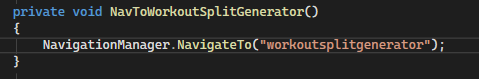 private void NavToWorkoutSplitGenerator()
{
    NavigationManager.NavigateTo("workoutsplitgenerator");
}